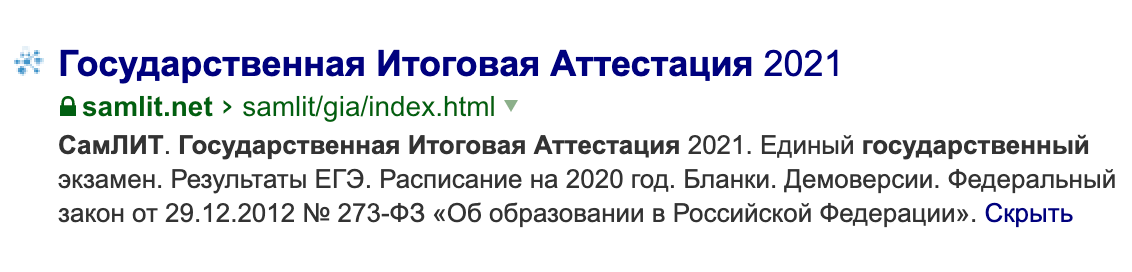 Государственная Итоговая Аттестация 2021
samlit.net › samlit/gia/index.html
СамЛИТ. Государственная Итоговая Аттестация 2021. Единый государственный
экзамен. Результаты ЕГЭ. Расписание на 2020 год. Бланки. Демоверсии. Федеральный
закон от 29.12.2012 № 273-ФЗ «Об образовании в Российской Федерации». Скрыть